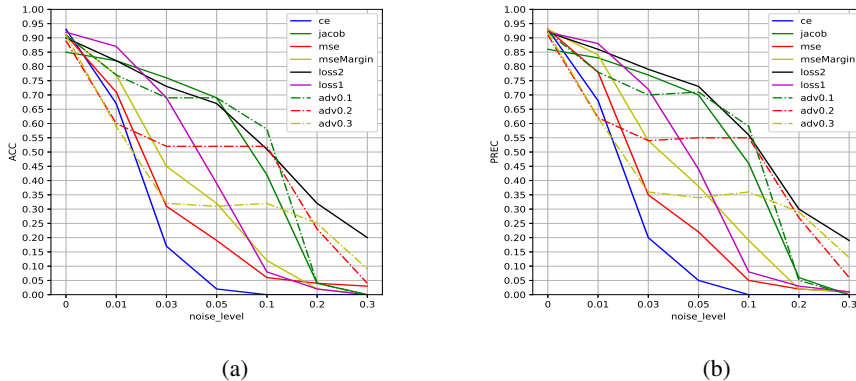 1.00
0.95
0.90
0.85
0.80
0.75
0.70
0.65
0.60
0.55
0.50
0.45
0.40
0.35
0.30
0.25
0.20
0.15
0.10
0.05
0.00
ACC
0 0.01 0.03 0.05 0.1 0.2 0.3
noise_level
ce
jacob
mse
mseMargin
loss2
loss1
adv0.1
adv0.2
adv0.3
(a)
1.00
0.95
0.90
0.85
0.80
0.75
0.70
0.65
0.60
0.55
0.50
0.45
0.40
0.35
0.30
0.25
0.20
0.15
0.10
0.05
0.00
PREC
0 0.01 0.03 0.05 0.1 0.2 0.3
noise_level
ce
jacob
mse
mseMargin
loss2
loss1
adv0.1
adv0.2
adv0.3
(b)